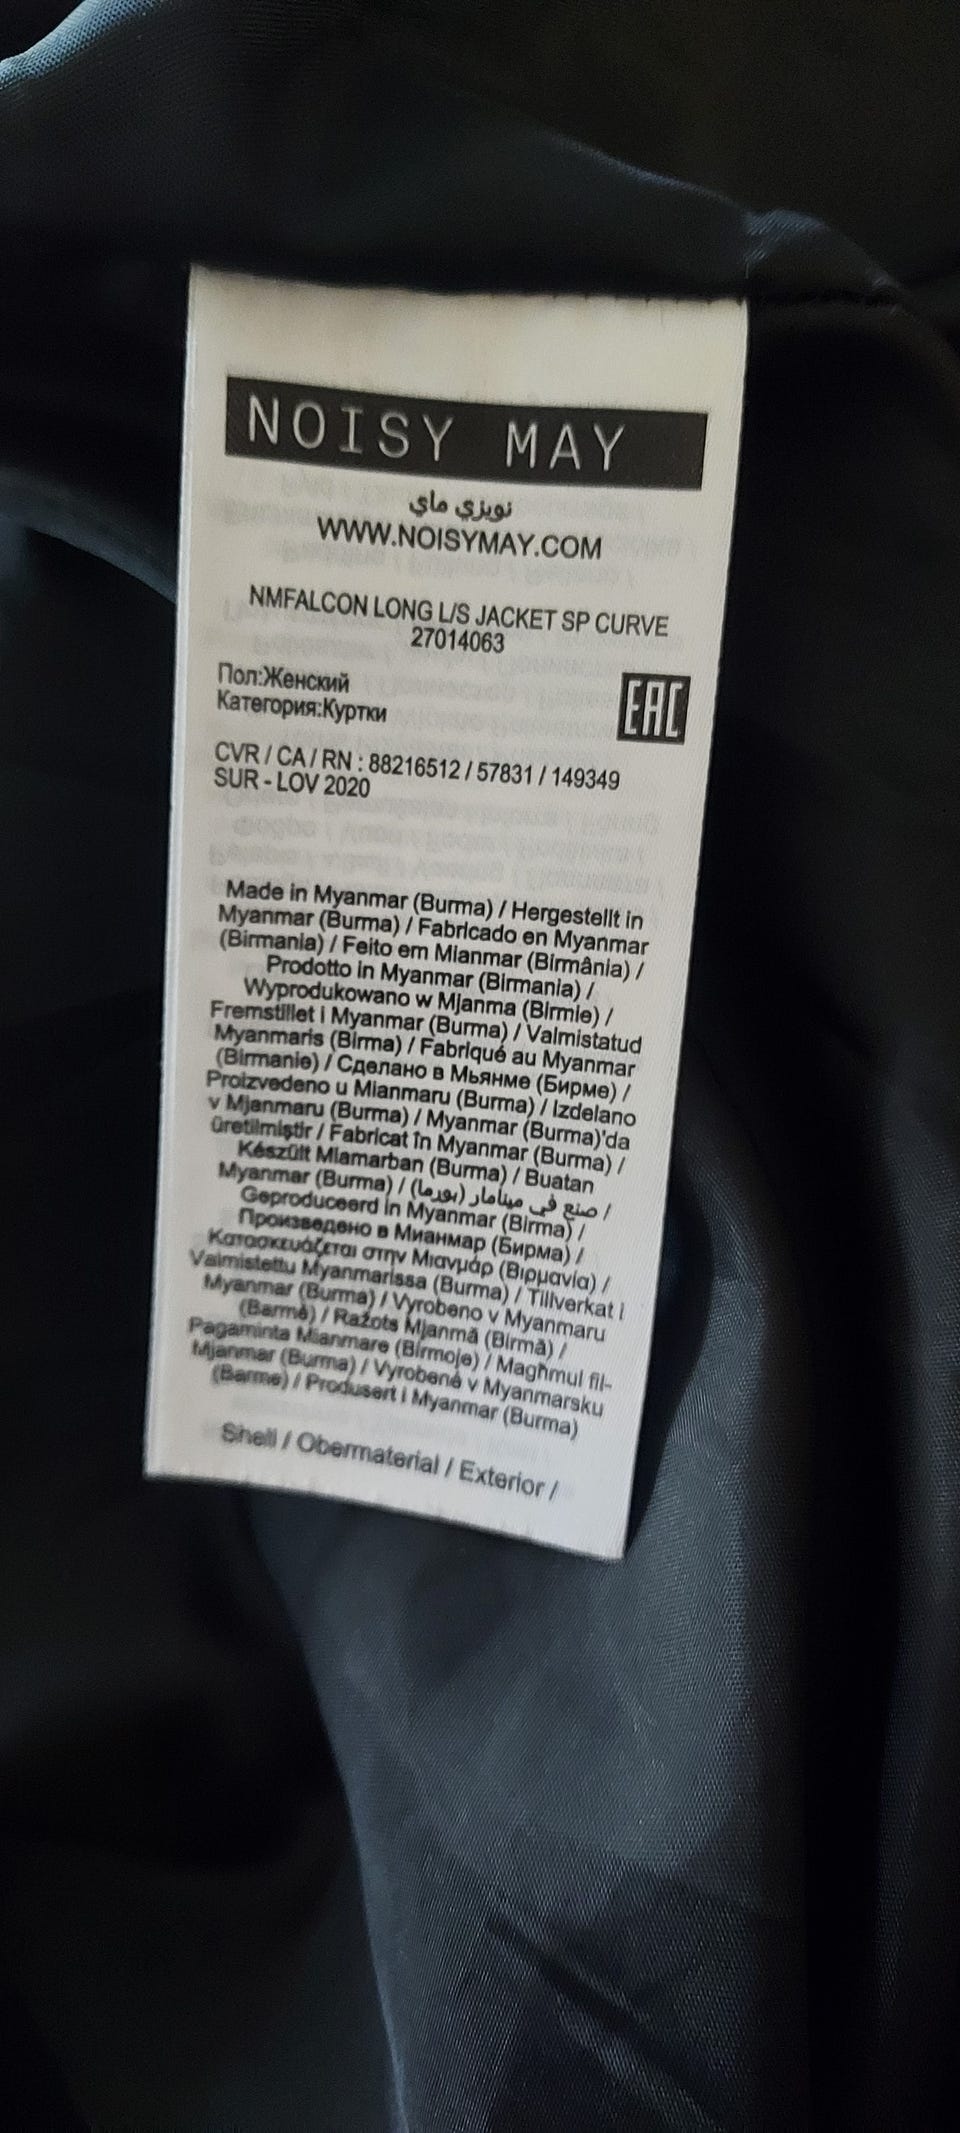 NOISY MAY
نويزي ماي
WWW.NOISYMAY.COM
NMFALCON LONG L/S JACKET SP CURVE
27014063
Пол:Женский
Категория:Куртки
EAC
CVR / CA / RN : 88216512 / 57831 / 149349
SUR - LOV 2020
Made in Myanmar (Burma) / Hergestellt in
Myanmar (Burma) / Fabricado en Myanmar
(Birmania) / Feito em Mianmar (Birmânia) /
Prodotto in Myanmar (Birmania) /
Wyprodukowano w Mjanma (Birmie) /
Fremstillet i Myanmar (Burma) / Valmistatud
Myanmaris (Birma) / Fabriqué au Myanmar
(Birmanie) / Сделано в Мьянме (Бирме) /
Proizvedeno u Mianmaru (Burma) / Izdelano
v Mjanmaru (Burma) / Myanmar (Burma)'da
üretilmiştir / Fabricat în Myanmar (Burma) /
Készült Miamarban (Burma) / Buatan
Myanmar (Burma) / صنع في مينامار (بورما) /
Geproduceerd in Myanmar (Birma) /
Произведено в Мианмар (Бирма) /
Κατασκευάζεται στην Μιανμάρ (Βιρμανία) /
Valmistettu Myanmarissa (Burma) / Tillverkat i
Myanmar (Burma) / Vyrobeno v Myanmaru
(Barmě) / Ražots Mjanmā (Birmā) /
Pagaminta Mianmare (Birmoje) / Magħmul fil-
Mjanmar (Burma) / Vyrobené v Myanmarsku
(Barme) / Produsert i Myanmar (Burma)
Shell / Obermaterial / Exterior /